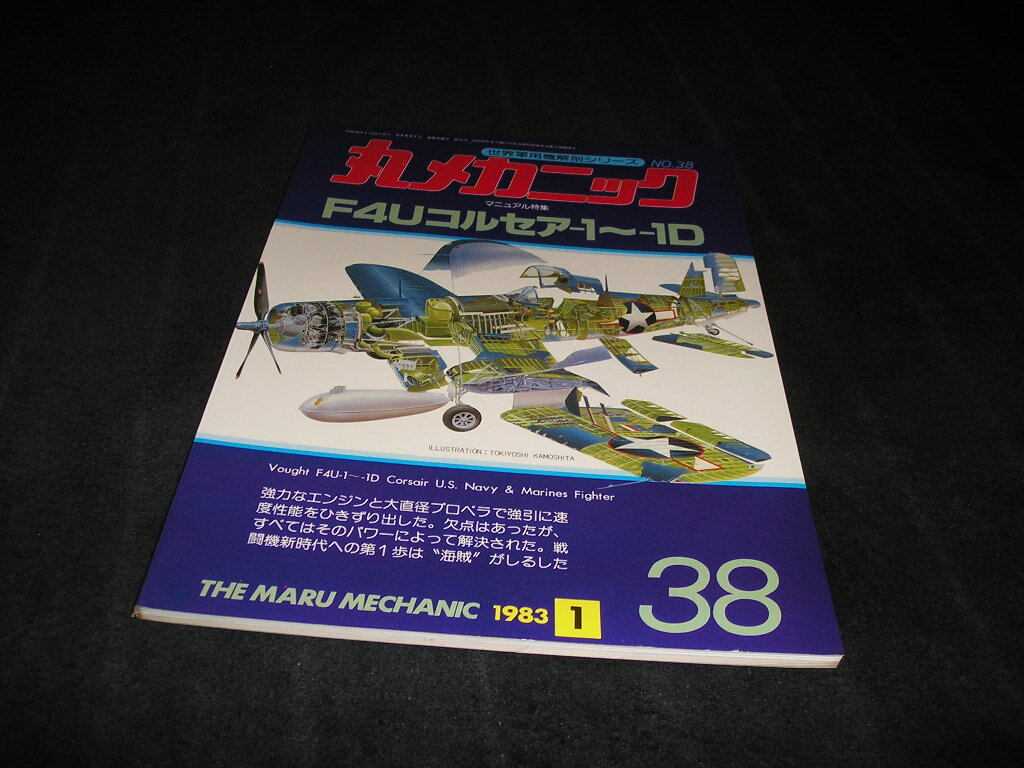 世界軍用機解剖シリーズ NO.38
丸メカニック
マニュアル特集
F4Uコルセア-1〜-1D
ILLUSTRATION : TOKIYOSHI KAMOSHITA
Vought F4U-1〜-1D Corsair U.S. Navy & Marines Fighter
強力なエンジンと大直径プロペラで強引に速
度性能をひきずり出した。欠点はあったが、
すべてはそのパワーによって解決された。戦
闘機新時代への第1歩は〝海賊〟がしるした
38
THE MARU MECHANIC 1983 1